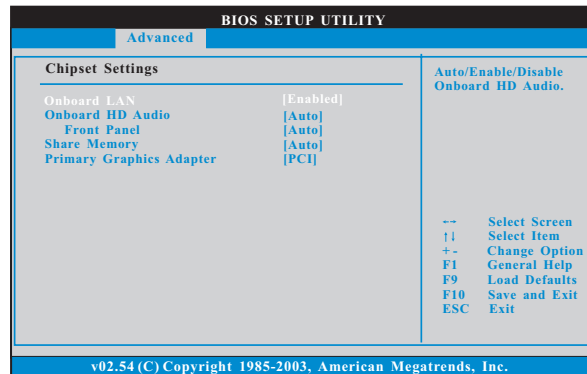 BIOS SETUP UTILITY
Advanced
Chipset Settings
Onboard LAN [Enabled]
Onboard HD Audio [Auto]
Front Panel [Auto]
Share Memory [Auto]
Primary Graphics Adapter [PCI]
Auto/Enable/Disable
Onboard HD Audio.
←→ Select Screen
↑↓ Select Item
+- Change Option
F1 General Help
F9 Load Defaults
F10 Save and Exit
ESC Exit
v02.54 (C) Copyright 1985-2003, American Megatrends, Inc.